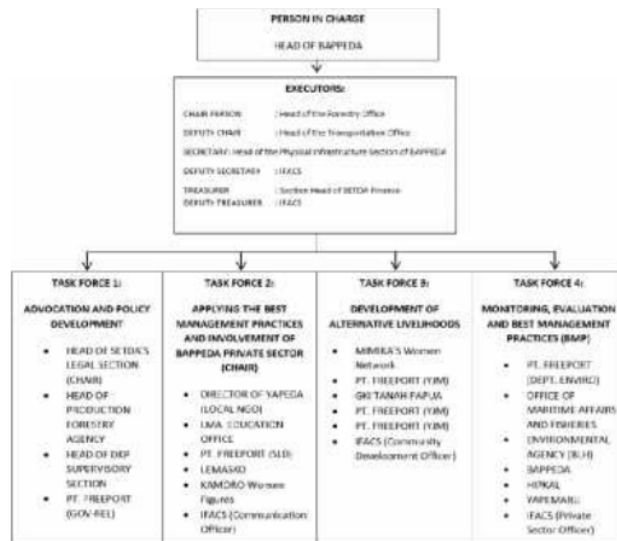 PERSON IN CHARGE
HEAD OF BAPPEDA
EXECUTORS:
CHAIR PERSON : Head of the Forestry Office
DEPUTY CHAIR : Head of the Transportation Office
SECRETARY: Head of the Physical Infrastructure Section of BAPPEDA
DEPUTY SECRETARY : IFACS
TREASURER : Section Head of SETDA Finance
DEPUTY TREASURER : IFACS
TASK FORCE 1:
ADVOCATION AND POLICY
DEVELOPMENT
• HEAD OF SETDA'S
LEGAL SECTION
(CHAIR)
• HEAD OF
PRODUCTION
FORESTRY
AGENCY
• HEAD OF DKP
SUPERVISORY
SECTION
• PT. FREEPORT
(GOV-REL)
TASK FORCE 2:
APPLYING THE BEST
MANAGEMENT PRACTICES
AND INVOLVEMENT OF
BAPPEDA PRIVATE SECTOR
(CHAIR)
• DIRECTOR OF YAPEDA
(LOCAL NGO)
• LMA. EDUCATION
OFFICE
• PT. FREEPORT (SLD)
• LEMASKO
• KAMORO Women
Figures
• IFACS (Communication
Officer)
TASK FORCE 3:
DEVELOPMENT OF
ALTERNATIVE LIVELIHOODS
• MIMIKA'S Women
Network
• PT. FREEPORT (YJM)
• GKI TANAH PAPUA
• PT. FREEPORT (YJM)
• PT. FREEPORT (YJM)
• IFACS (Community
Development Officer)
TASK FORCE 4:
MONITORING, EVALUATION
AND BEST MANAGEMENT
PRACTICES (BMP)
• PT. FREEPORT
(DEPT. ENVIRO)
• OFFICE OF
MARITIME AFFAIRS
AND FISHERIES
• ENVIRONMENTAL
AGENCY (BLH)
• BAPPEDA
• HIPKAL
• YAPEMARU
• IFACS (Private
Sector Officer)